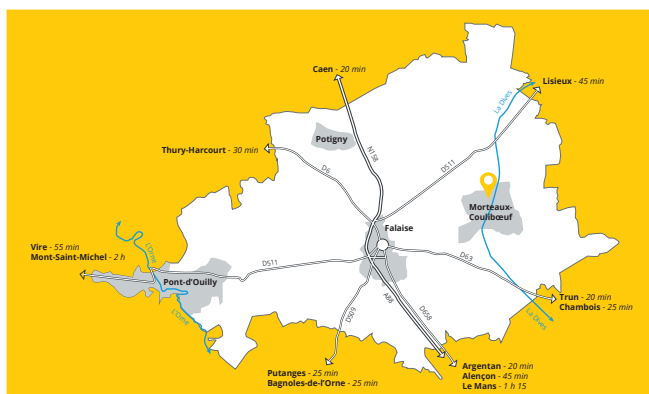 Caen - 20 min
Lisieux - 45 min
La Dives
Potigny
N158
Thury-Harcourt - 30 min
D6
D511
Morteaux-
Coulibœuf
Falaise
L'Orne
Vire - 55 min
Mont-Saint-Michel - 2 h
D511
D63
Pont-d'Ouilly
Trun - 20 min
Chambois - 25 min
L'Orne
D509
A88
D658
La Dives
Putanges - 25 min
Bagnoles-de-l'Orne - 25 min
Argentan - 20 min
Alençon - 45 min
Le Mans - 1 h 15